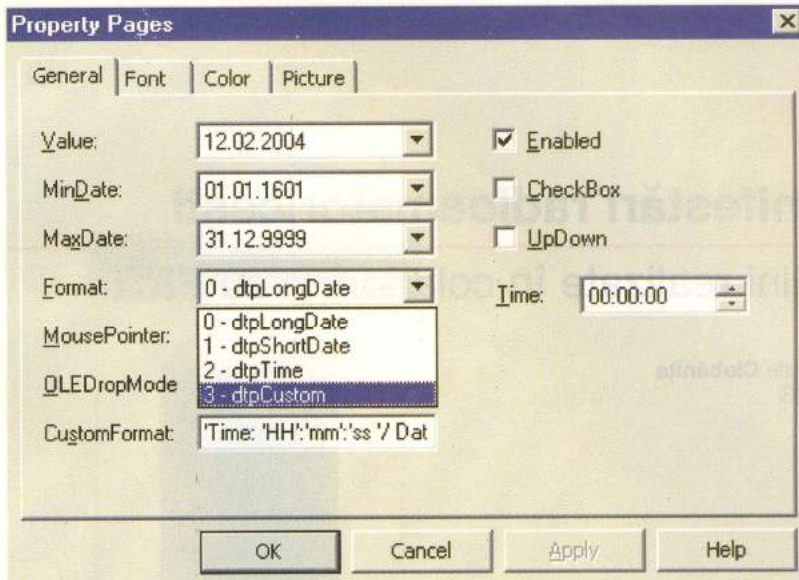 Property Pages
General Font Color Picture
Value: 12.02.2004
MinDate: 01.01.1601
MaxDate: 31.12.9999
Format: 0 - dtpLongDate
0 - dtpLongDate
1 - dtpShortDate
2 - dtpTime
3 - dtpCustom
MousePointer:
OLEDropMode
CustomFormat: 'Time: 'HH':'mm':'ss '/ Dat
Enabled
CheckBox
UpDown
Time: 00:00:00
OK Cancel Apply Help